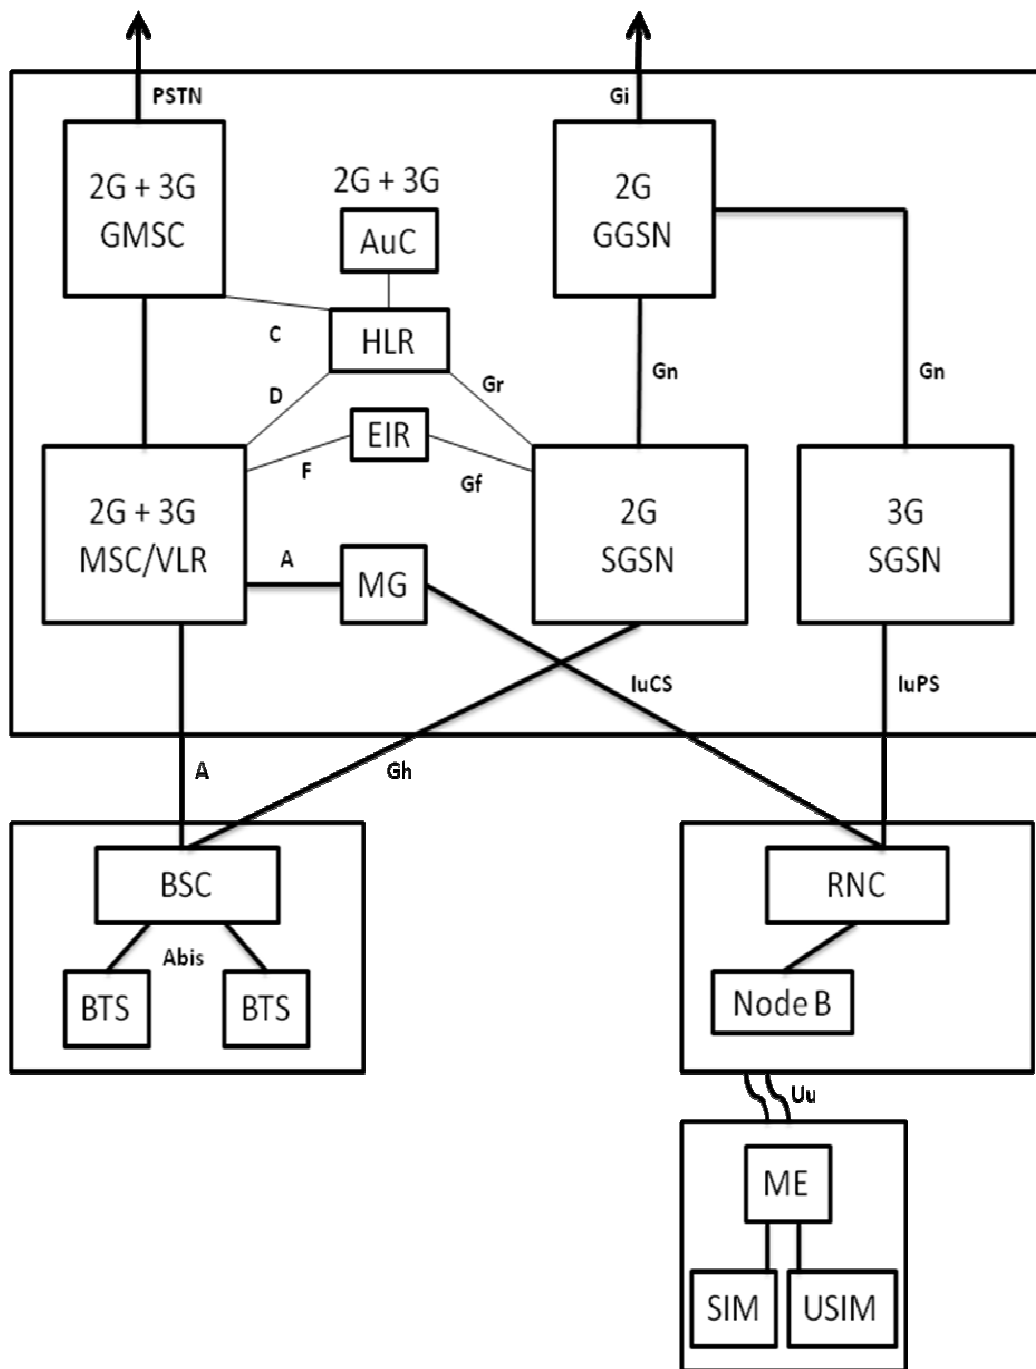 PSTN
Gi
2G + 3G
GMSC
2G + 3G
AuC
2G
GGSN
C
HLR
D
Gr
Gn
Gn
EIR
F
Gf
2G + 3G
MSC/VLR
A
MG
2G
SGSN
3G
SGSN
IuCS
IuPS
A
Gh
BSC
RNC
Abis
BTS
BTS
Node B
Uu
ME
SIM
USIM